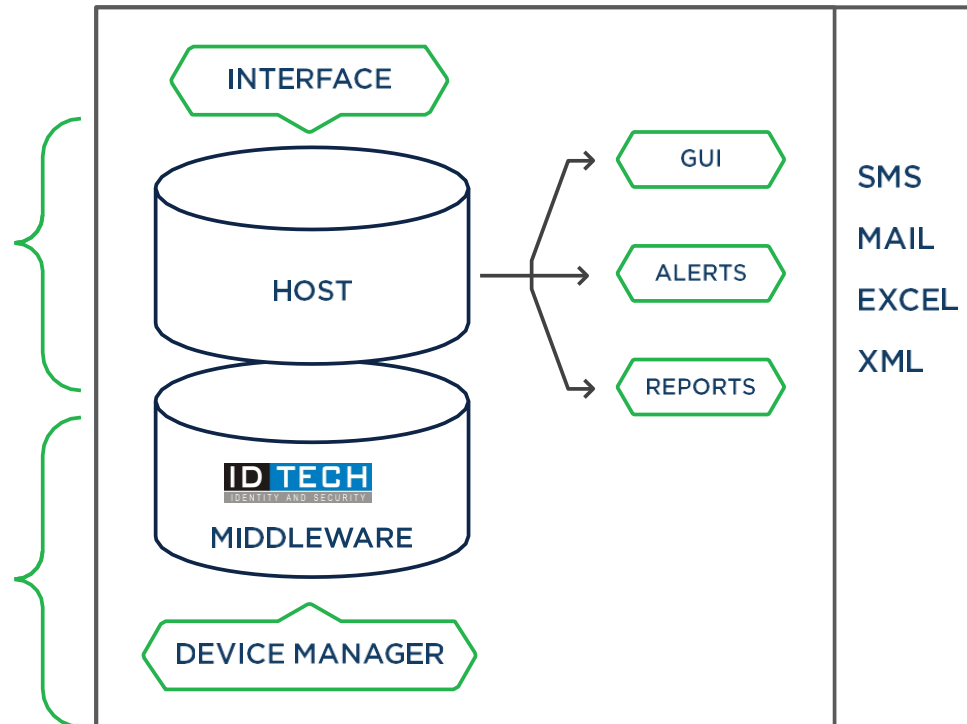 INTERFACE
HOST
ID TECH
IDENTITY AND SECURITY
MIDDLEWARE
DEVICE MANAGER
GUI
ALERTS
REPORTS
SMS
MAIL
EXCEL
XML